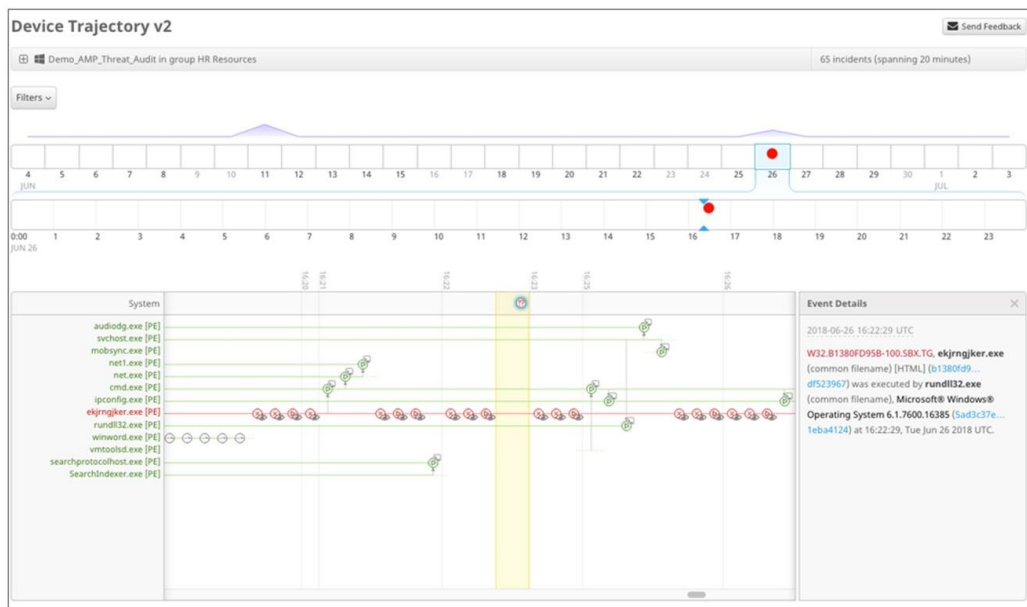 Device Trajectory v2
Send Feedback
Demo_AMP_Threat_Audit in group HR Resources
65 incidents (spanning 20 minutes)
Filters
4 5 6 7 8 9 10 11 12 13 14 15 16 17 18 19 20 21 22 23 24 25 26 27 28 29 30 1 2 3
JUN JUL
0:00 1 2 3 4 5 6 7 8 9 10 11 12 13 14 15 16 17 18 19 20 21 22 23
JUN 26
16:20 16:21 16:22 16:23 16:25 16:26
System
audiodg.exe [PE]
svchost.exe [PE]
mobsync.exe [PE]
net1.exe [PE]
net.exe [PE]
cmd.exe [PE]
ipconfig.exe [PE]
ekjrngjker.exe [PE]
rundll32.exe [PE]
winword.exe [PE]
vmtoolsd.exe [PE]
searchprotocolhost.exe [PE]
SearchIndexer.exe [PE]
Event Details
2018-06-26 16:22:29 UTC
W32.B1380FD95B-100.SBX.TG, ekjrngjker.exe
(common filename) [HTML] (b1380fd9...
df523967) was executed by rundll32.exe
(common filename), Microsoft® Windows®
Operating System 6.1.7600.16385 (5ad3c37e...
1eba4124) at 16:22:29, Tue Jun 26 2018 UTC.